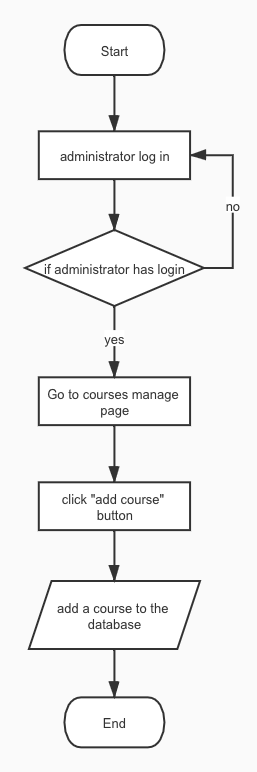 Start
administrator log in
no
if administrator has login
yes
Go to courses manage
page
click "add course"
button
add a course to the
database
End